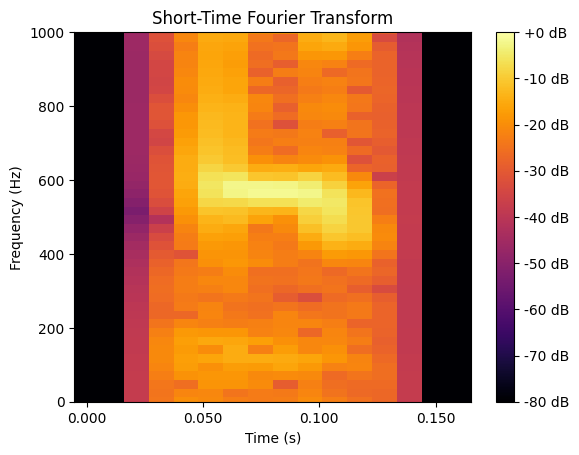 Short-Time Fourier Transform
1000
800
600
400
200
0
Frequency (Hz)
0.000
0.050
0.100
0.150
Time (s)
+0 dB
-10 dB
-20 dB
-30 dB
-40 dB
-50 dB
-60 dB
-70 dB
-80 dB